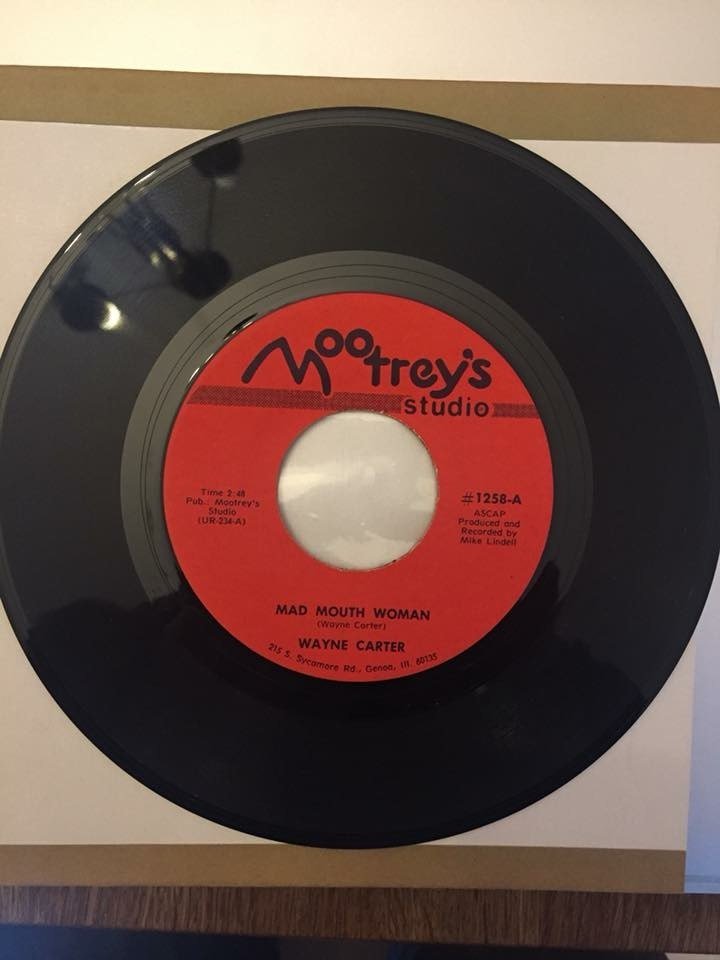 Mootrey's
studio
Time 2:48
Pub.: Mootrey's
Studio
(UR-234-A)
#1258-A
ASCAP
Produced and
Recorded by
Mike Lindell
MAD MOUTH WOMAN
(Wayne Carter)
WAYNE CARTER
215 S. Sycamore Rd., Genoa, Ill. 60135